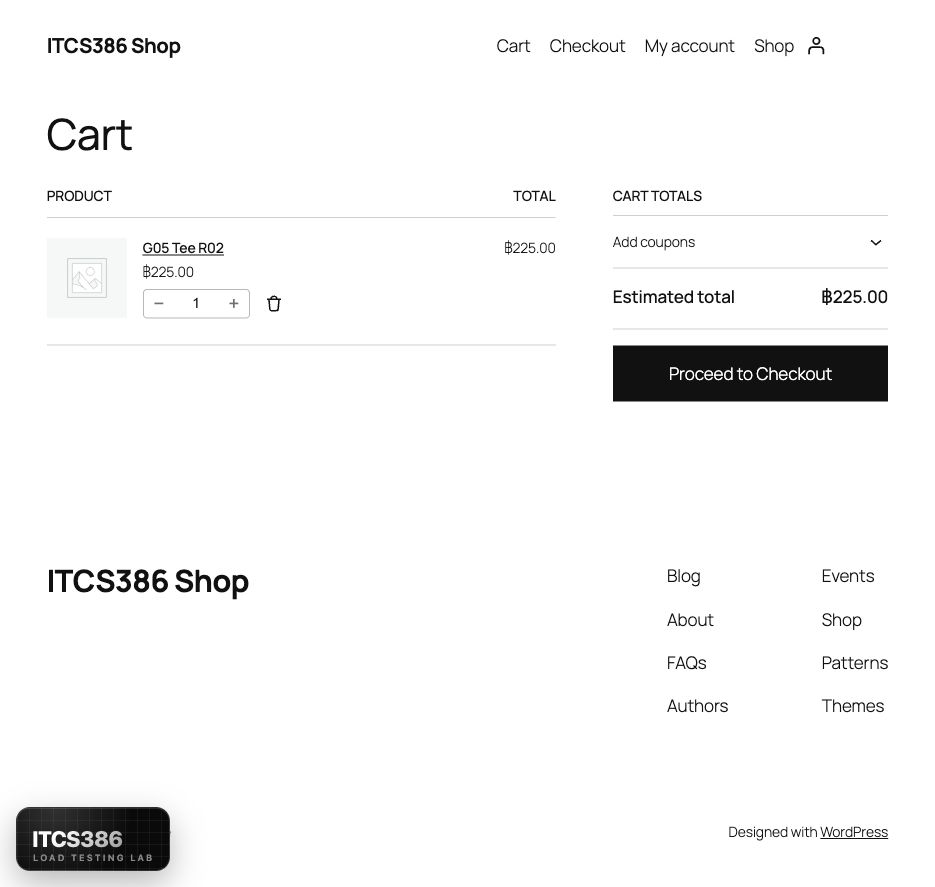 ITCS386 Shop
Cart Checkout My account Shop
Cart
PRODUCT TOTAL
G05 Tee R02 ฿225.00
฿225.00
− 1 +
CART TOTALS
Add coupons
Estimated total ฿225.00
Proceed to Checkout
ITCS386 Shop
Blog Events
About Shop
FAQs Patterns
Authors Themes
ITCS386
LOAD TESTING LAB
Designed with WordPress